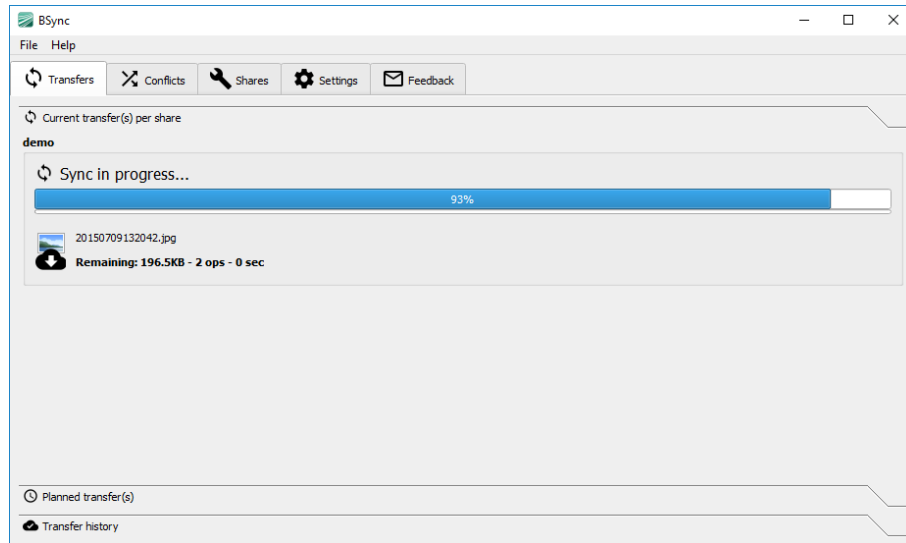 BSync
File Help
Transfers Conflicts Shares Settings Feedback
Current transfer(s) per share
demo
Sync in progress...
93%
20150709132042.jpg
Remaining: 196.5KB - 2 ops - 0 sec
Planned transfer(s)
Transfer history